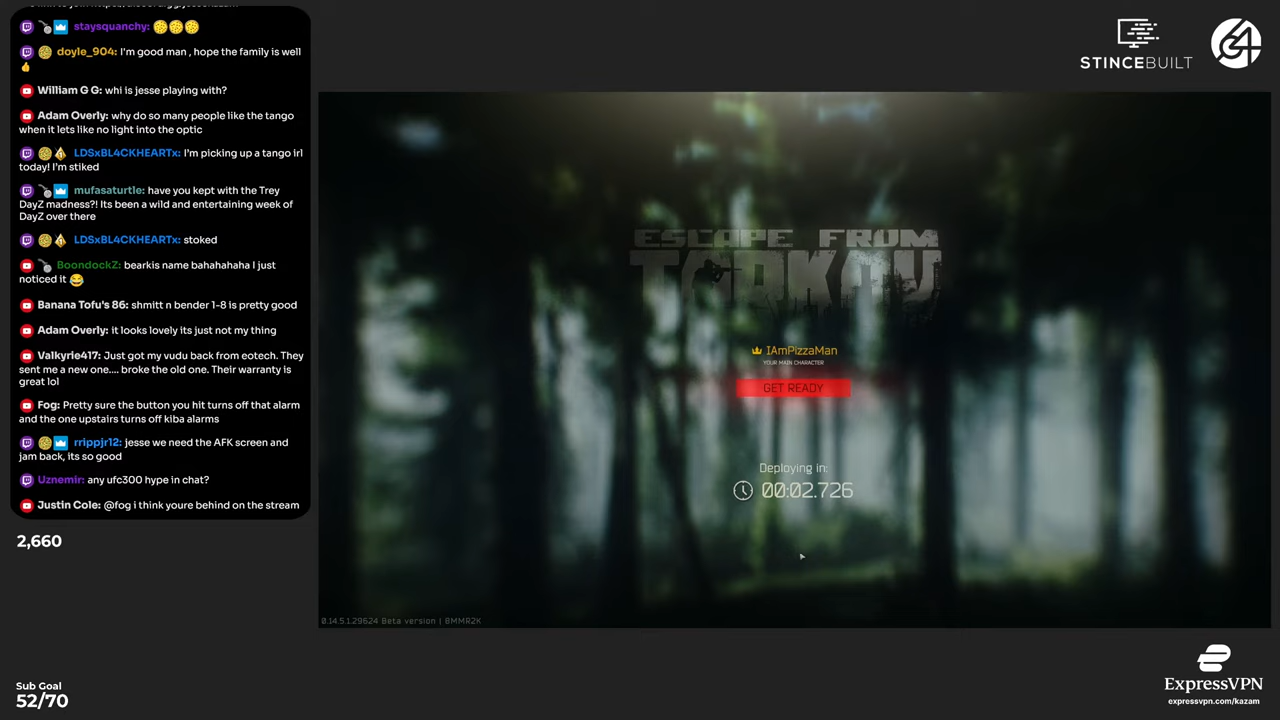 staysquanchy:
doyle_904: I'm good man , hope the family is well
William G G: whi is jesse playing with?
Adam Overly: why do so many people like the tango
when it lets like no light into the optic
LDSxBL4CKHEARTx: I'm picking up a tango irl
today! I'm stiked
mufasaturtle: have you kept with the Trey
DayZ madness?! Its been a wild and entertaining week of
DayZ over there
LDSxBL4CKHEARTx: stoked
BoondockZ: bearkis name bahahahaha I just
noticed it
Banana Tofu's 86: shmitt n bender 1-8 is pretty good
Adam Overly: it looks lovely its just not my thing
Valkyrie417: Just got my vudu back from eotech. They
sent me a new one.... broke the old one. Their warranty is
great lol
Fog: Pretty sure the button you hit turns off that alarm
and the one upstairs turns off kiba alarms
rrippjr12: jesse we need the AFK screen and
jam back, its so good
Uznemir: any ufc300 hype in chat?
Justin Cole: @fog i think youre behind on the stream
2,660
Sub Goal
52/70
STINCEBUILT
G4
ESCAPE FROM
TARKOV
IAmPizzaMan
YOUR MAIN CHARACTER
GET READY
Deploying in:
00:02.726
0.14.5.1.29624 Beta version | 8MMR2K
ExpressVPN
expressvpn.com/kazam